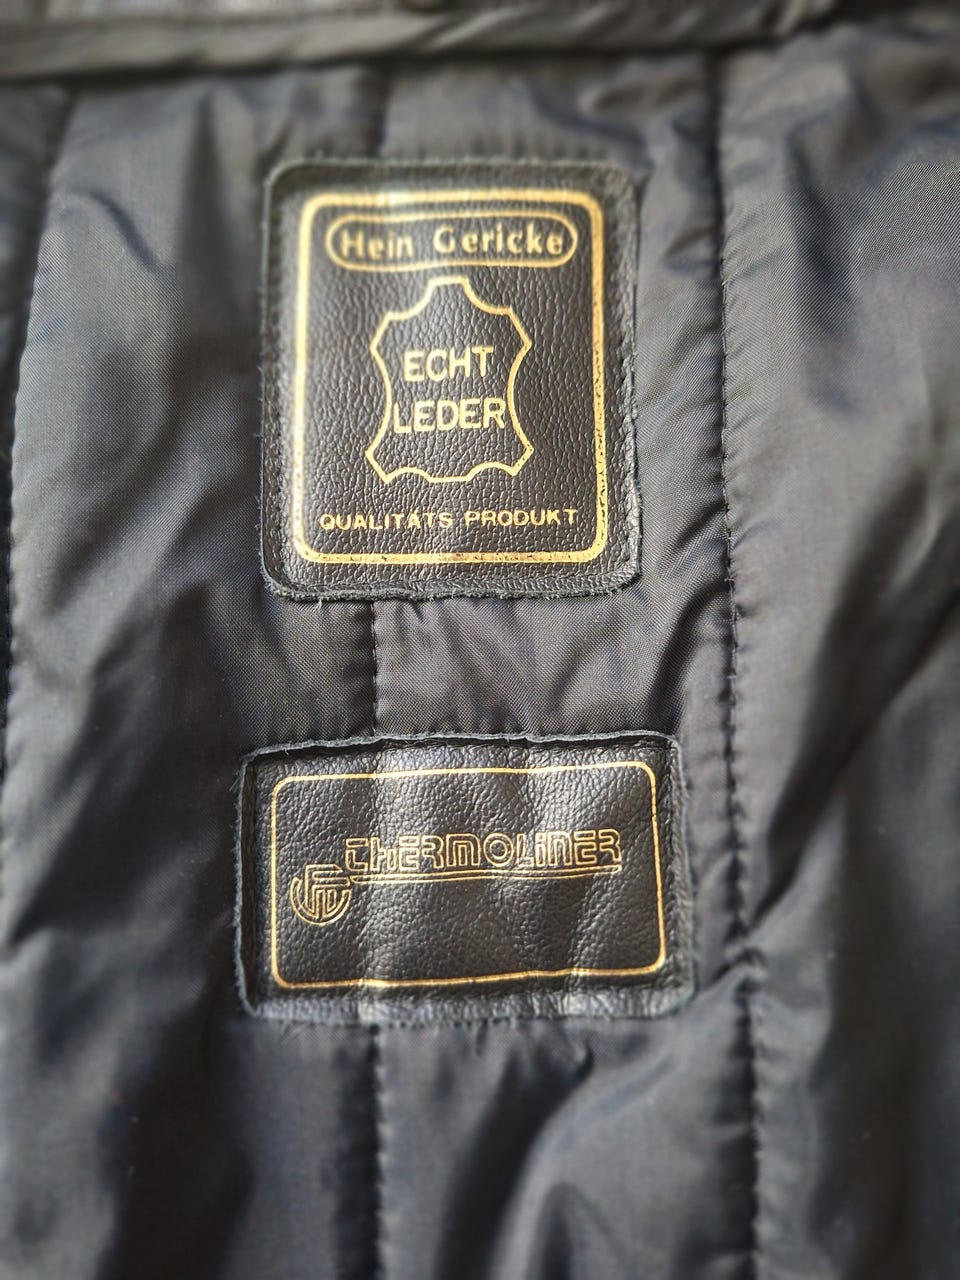 Hein Gericke
ECHT
LEDER
QUALITÄTS PRODUKT
THERMOLINER